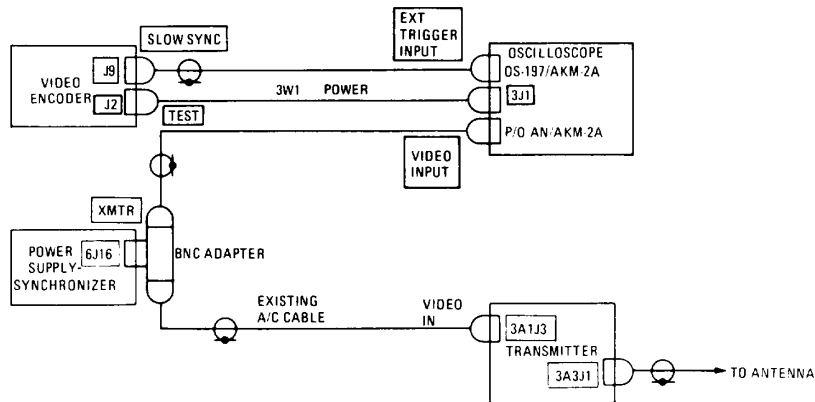 EXT
TRIGGER
INPUT
SLOW SYNC
OSCILLOSCOPE
OS-197/AKM-2A
J9
VIDEO
ENCODER
3W1 POWER
3J1
J2
TEST
P/O AN/AKM-2A
VIDEO
INPUT
XMTR
6J16
BNC ADAPTER
POWER
SUPPLY-
SYNCHRONIZER
EXISTING
A/C CABLE
VIDEO
IN
3A1J3
TRANSMITTER
3A3J1
TO ANTENNA